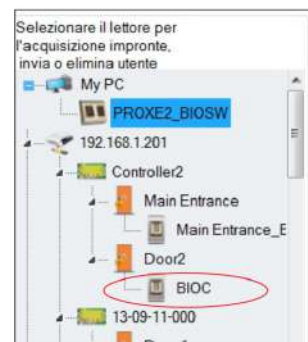 Selezionare il lettore per
l'acquisizione impronte,
invia o elimina utente
My PC
PROXE2_BIOSW
192.168.1.201
Controller2
Main Entrance
Main Entrance_E
Door2
BIOC
13-09-11-000